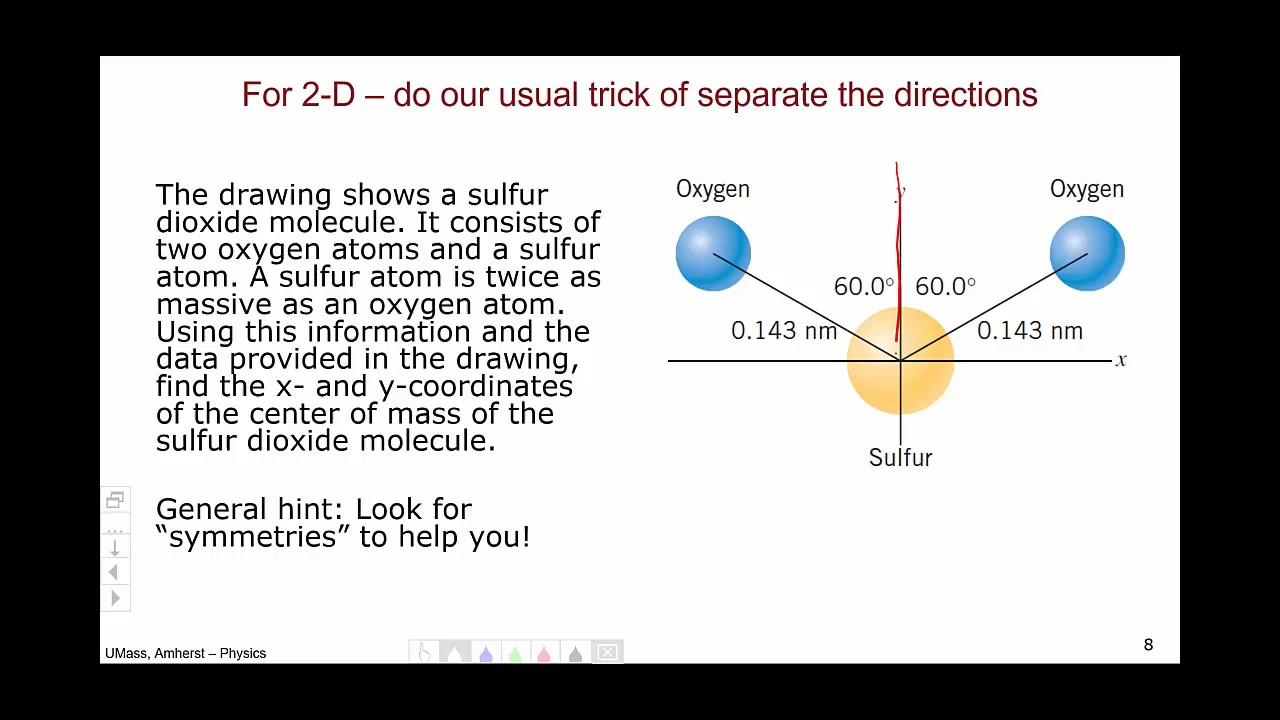 For 2-D – do our usual trick of separate the directions
The drawing shows a sulfur
dioxide molecule. It consists of
two oxygen atoms and a sulfur
atom. A sulfur atom is twice as
massive as an oxygen atom.
Using this information and the
data provided in the drawing,
find the x- and y-coordinates
of the center of mass of the
sulfur dioxide molecule.
General hint: Look for
“symmetries” to help you!
Oxygen
y
Oxygen
60.0°
60.0°
0.143 nm
0.143 nm
x
Sulfur
UMass, Amherst – Physics
8